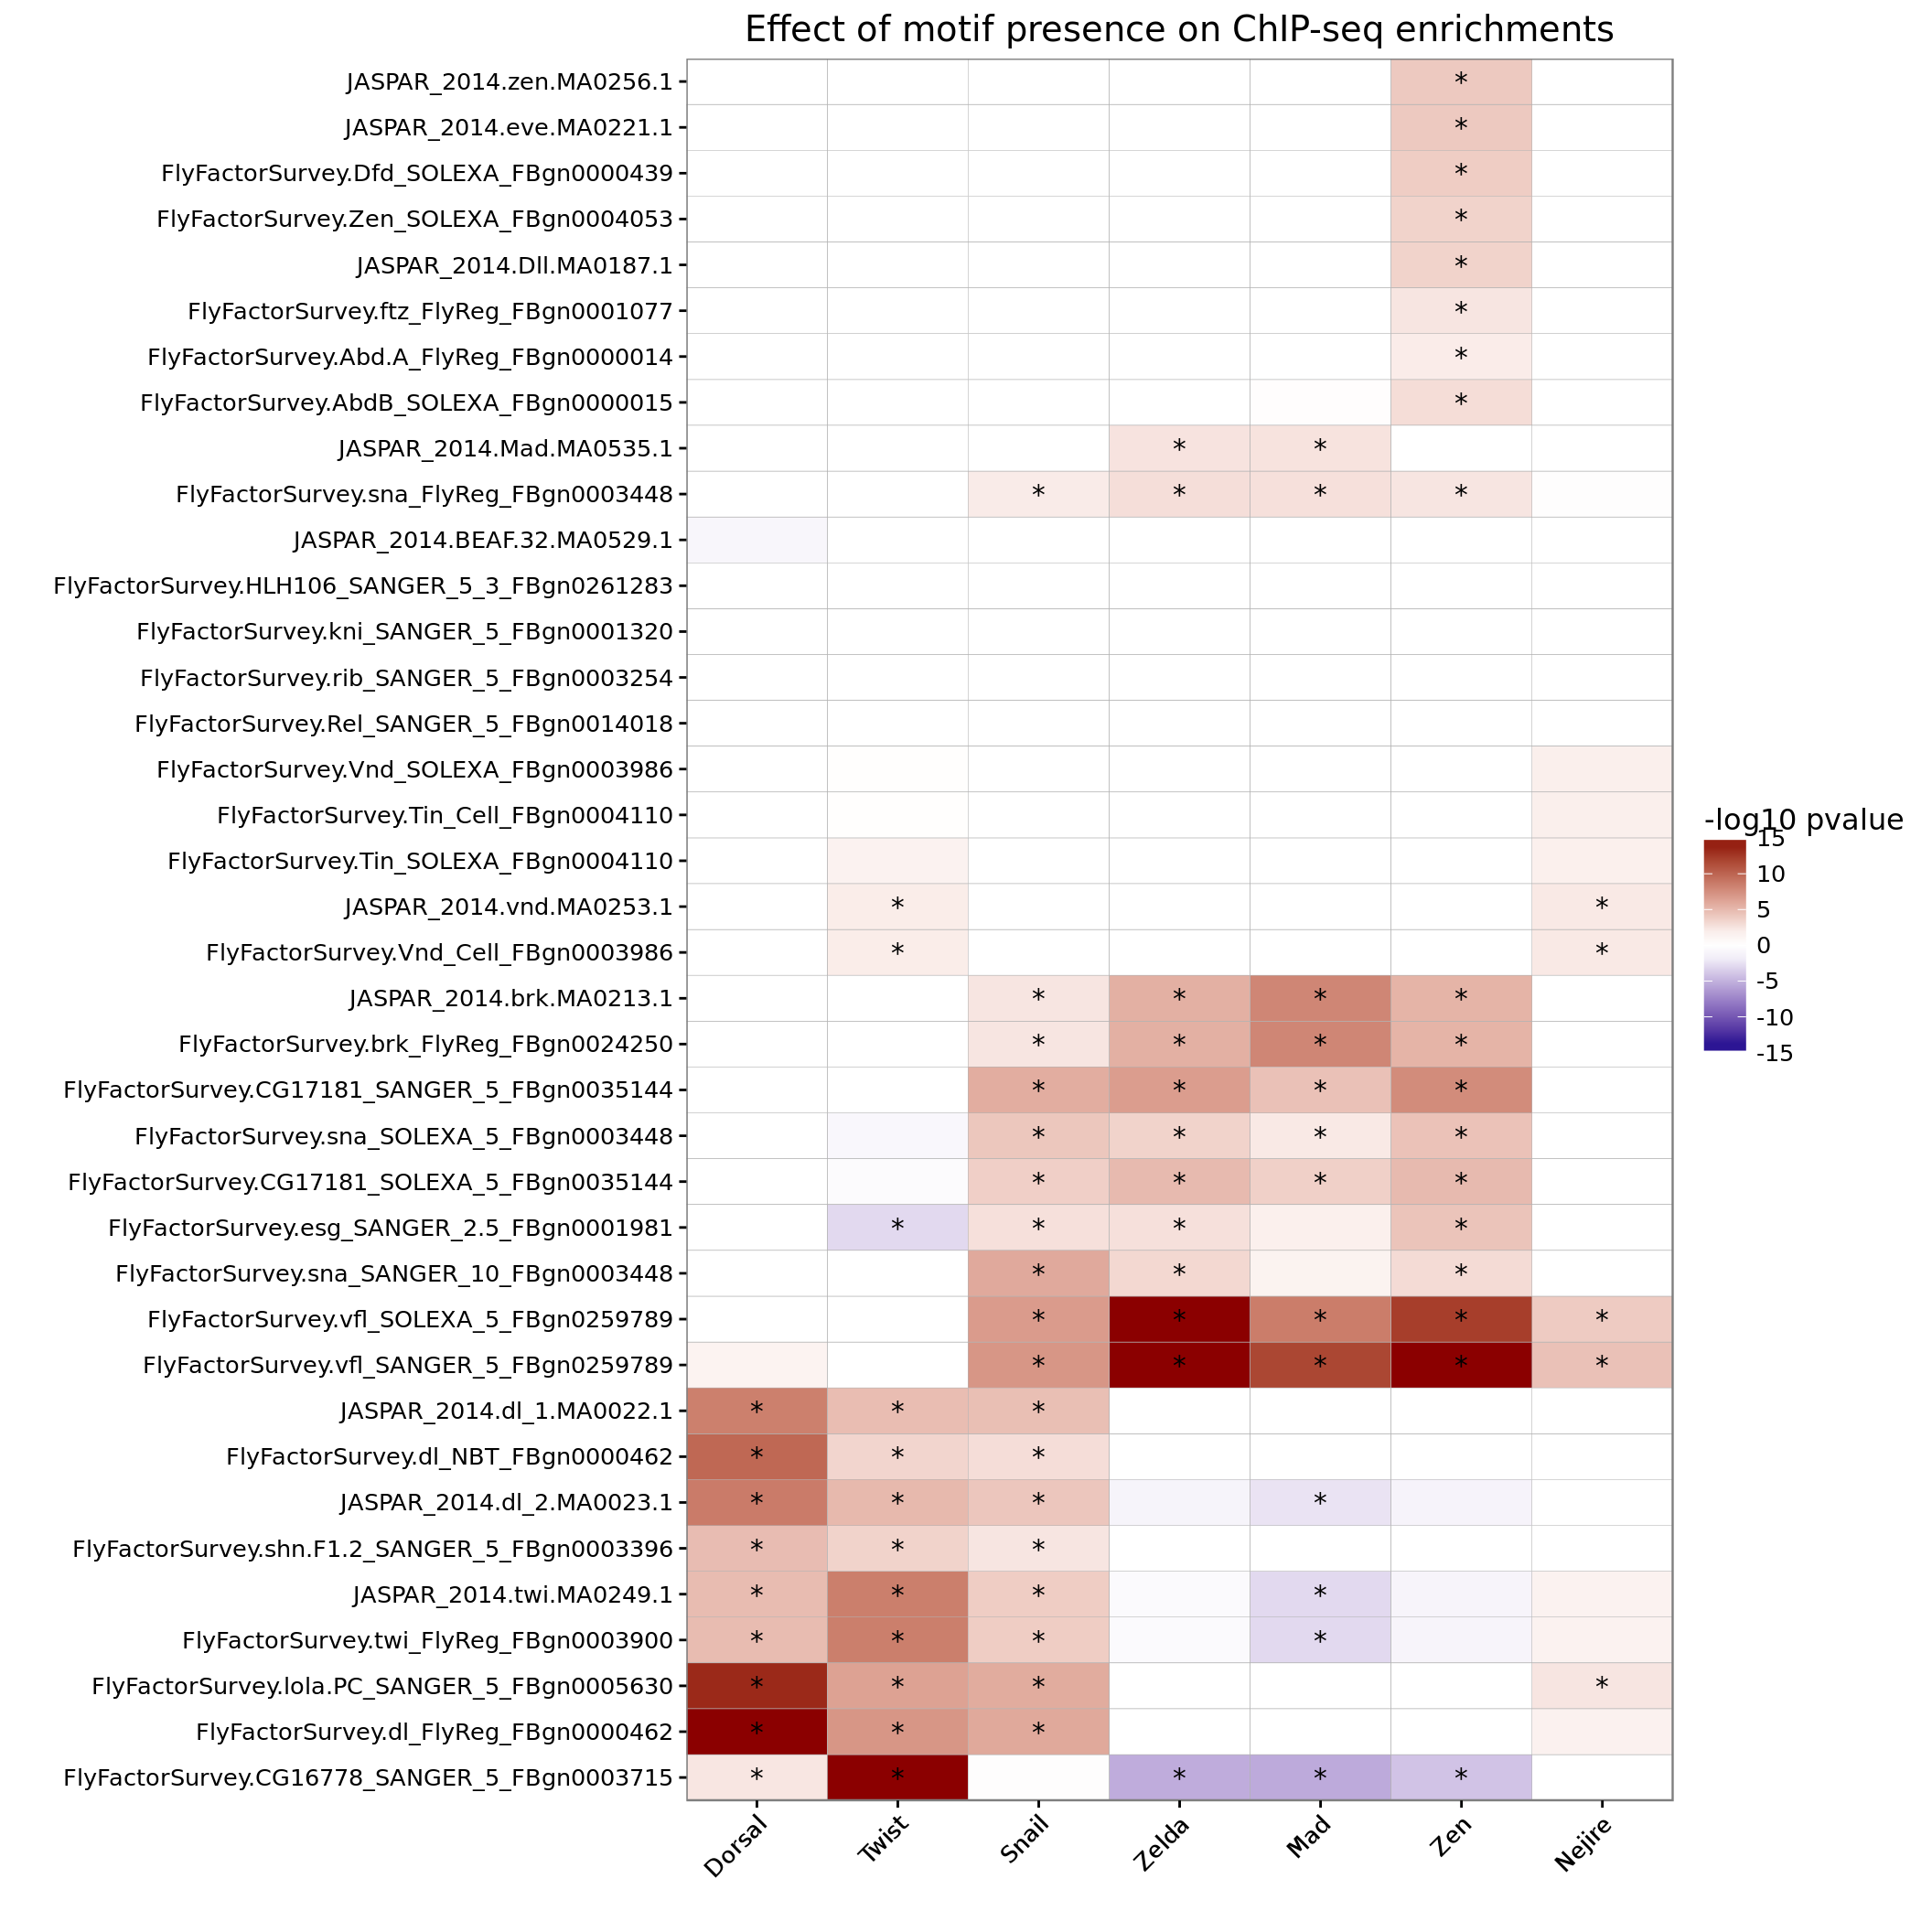 Effect of motif presence on ChIP-seq enrichments
JASPAR_2014.zen.MA0256.1 *
JASPAR_2014.eve.MA0221.1 *
FlyFactorSurvey.Dfd_SOLEXA_FBgn0000439 *
FlyFactorSurvey.Zen_SOLEXA_FBgn0004053 *
JASPAR_2014.Dll.MA0187.1 *
FlyFactorSurvey.ftz_FlyReg_FBgn0001077 *
FlyFactorSurvey.Abd.A_FlyReg_FBgn0000014 *
FlyFactorSurvey.AbdB_SOLEXA_FBgn0000015 *
JASPAR_2014.Mad.MA0535.1 * *
FlyFactorSurvey.sna_FlyReg_FBgn0003448 * * * *
JASPAR_2014.BEAF.32.MA0529.1
FlyFactorSurvey.HLH106_SANGER_5_3_FBgn0261283
FlyFactorSurvey.kni_SANGER_5_FBgn0001320
FlyFactorSurvey.rib_SANGER_5_FBgn0003254
FlyFactorSurvey.Rel_SANGER_5_FBgn0014018
FlyFactorSurvey.Vnd_SOLEXA_FBgn0003986
FlyFactorSurvey.Tin_Cell_FBgn0004110
FlyFactorSurvey.Tin_SOLEXA_FBgn0004110
JASPAR_2014.vnd.MA0253.1 * *
FlyFactorSurvey.Vnd_Cell_FBgn0003986 * *
JASPAR_2014.brk.MA0213.1 * * * *
FlyFactorSurvey.brk_FlyReg_FBgn0024250 * * * *
FlyFactorSurvey.CG17181_SANGER_5_FBgn0035144 * * * *
FlyFactorSurvey.sna_SOLEXA_5_FBgn0003448 * * * *
FlyFactorSurvey.CG17181_SOLEXA_5_FBgn0035144 * * * *
FlyFactorSurvey.esg_SANGER_2.5_FBgn0001981 * * * *
FlyFactorSurvey.sna_SANGER_10_FBgn0003448 * * *
FlyFactorSurvey.vfl_SOLEXA_5_FBgn0259789 * * * * *
FlyFactorSurvey.vfl_SANGER_5_FBgn0259789 * * * * *
JASPAR_2014.dl_1.MA0022.1 * * *
FlyFactorSurvey.dl_NBT_FBgn0000462 * * *
JASPAR_2014.dl_2.MA0023.1 * * * *
FlyFactorSurvey.shn.F1.2_SANGER_5_FBgn0003396 * * *
JASPAR_2014.twi.MA0249.1 * * * *
FlyFactorSurvey.twi_FlyReg_FBgn0003900 * * * *
FlyFactorSurvey.lola.PC_SANGER_5_FBgn0005630 * * * *
FlyFactorSurvey.dl_FlyReg_FBgn0000462 * * *
FlyFactorSurvey.CG16778_SANGER_5_FBgn0003715 * * * * *
Dorsal Twist Snail Zelda Mad Zen Nejire
-log10 pvalue
15
10
5
0
-5
-10
-15